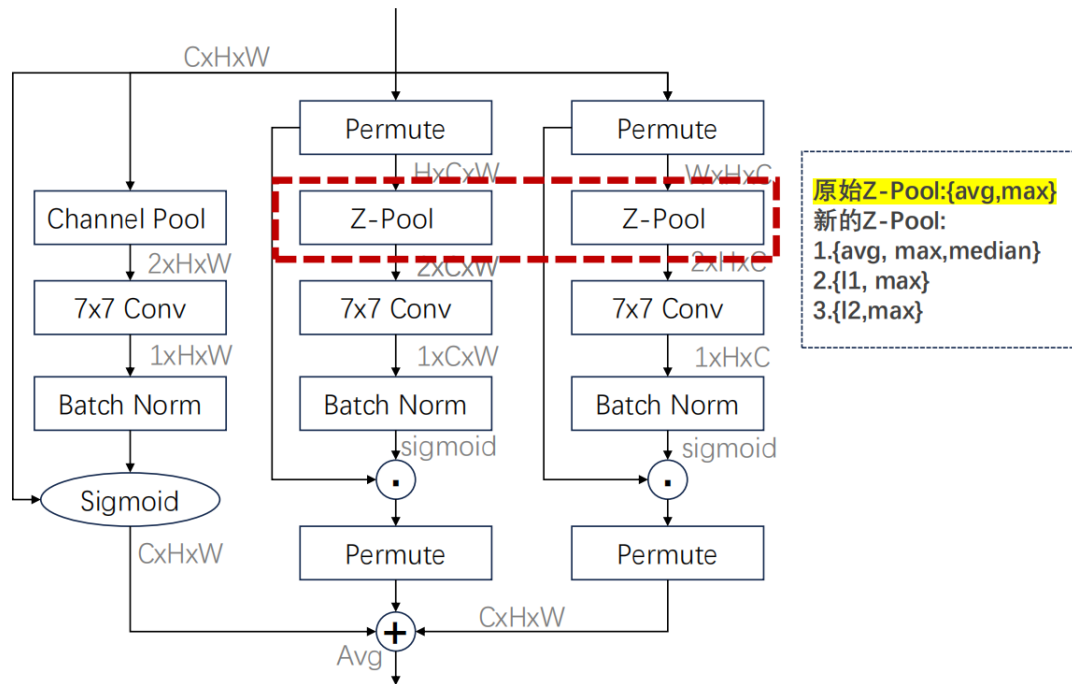 CxHxW
Permute
Permute
HxCxW
WxHxC
Channel Pool
Z-Pool
Z-Pool
2xHxW
2xCxW
2xHxC
7x7 Conv
7x7 Conv
7x7 Conv
1xHxW
1xCxW
1xHxC
Batch Norm
Batch Norm
Batch Norm
sigmoid
sigmoid
Sigmoid
·
·
CxHxW
Permute
Permute
CxHxW
+
Avg
原始Z-Pool:{avg,max}
新的Z-Pool:
1.{avg, max,median}
2.{l1, max}
3.{l2,max}